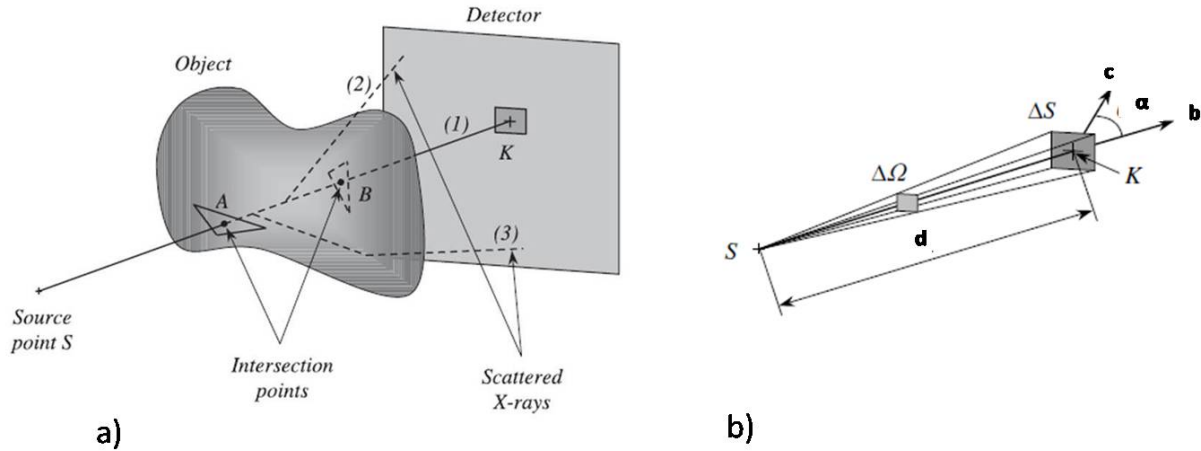 Detector
Object
(2)
(1)
K
A
B
(3)
Source
point S
Intersection
points
Scattered
X-rays
a)
c
α
b
ΔS
ΔΩ
K
S
d
b)